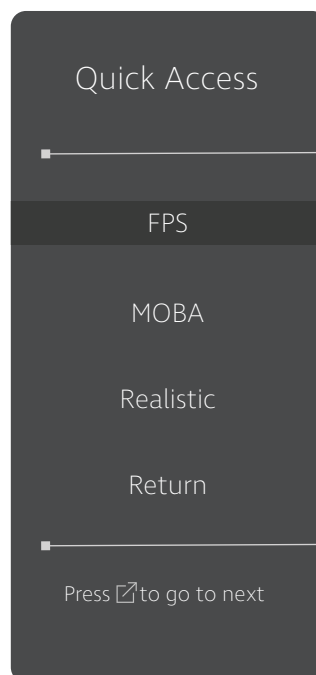 Quick Access
FPS
MOBA
Realistic
Return
Press to go to next